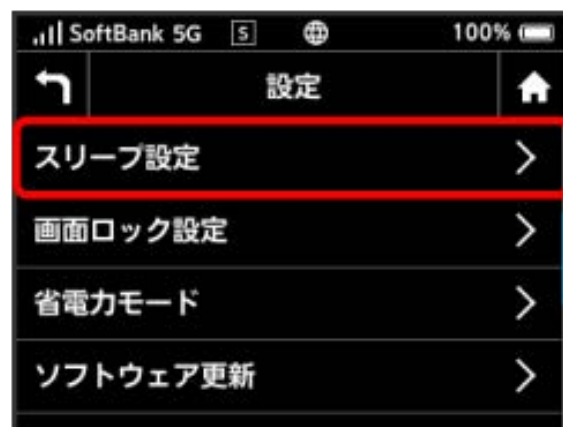 SoftBank 5G S 100%
設定
スリープ設定
画面ロック設定
省電力モード
ソフトウェア更新